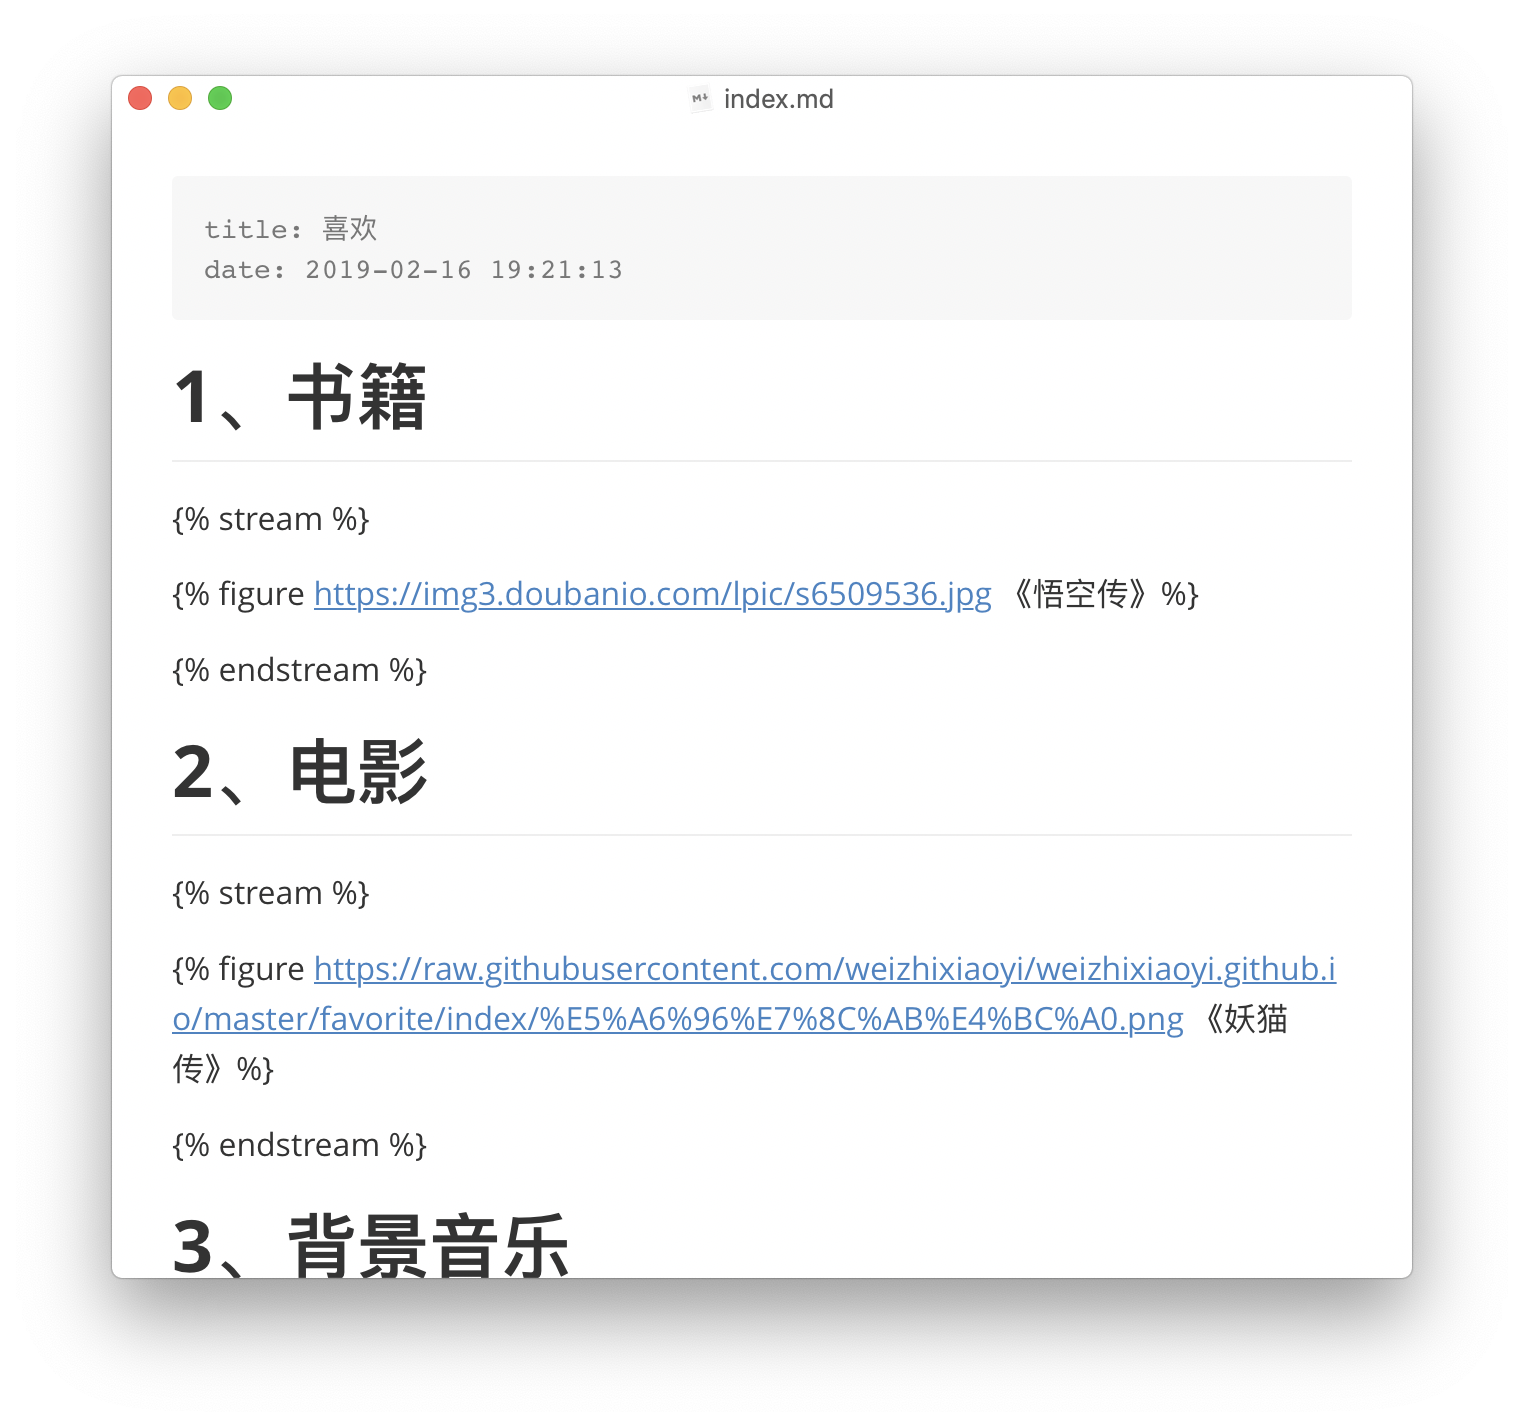 index.md
title: 喜欢
date: 2019-02-16 19:21:13
1、书籍
{% stream %}
{% figure https://img3.doubanio.com/lpic/s6509536.jpg 《悟空传》%}
{% endstream %}
2、电影
{% stream %}
{% figure https://raw.githubusercontent.com/weizhixiaoyi/weizhixiaoyi.github.i
o/master/favorite/index/%E5%A6%96%E7%8C%AB%E4%BC%A0.png 《妖猫
传》%}
{% endstream %}
3、背景音乐